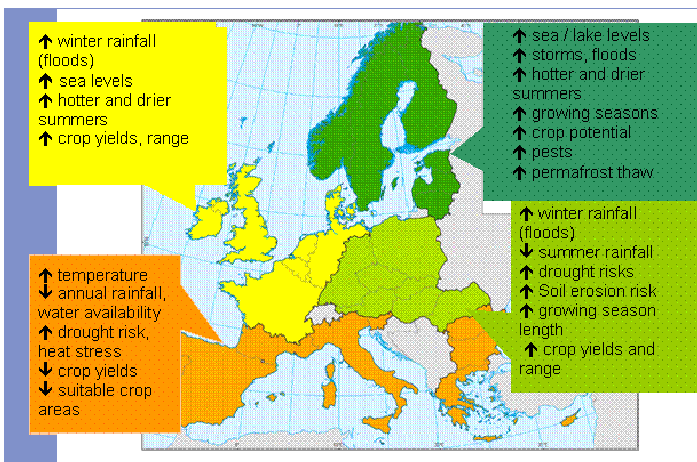 ↑ winter rainfall
(floods)
↑ sea levels
↑ hotter and drier
summers
↑ crop yields, range
↑ sea / lake levels
↑ storms, floods
↑ hotter and drier
summers
↑ growing seasons
↑ crop potential
↑ pests
↑ permafrost thaw
↑ temperature
↓ annual rainfall,
water availability
↑ drought risk,
heat stress
↓ crop yields
↓ suitable crop
areas
↑ winter rainfall
(floods)
↓ summer rainfall
↑ drought risks
↑ Soil erosion risk
↑ growing season
length
↑ crop yields and
range